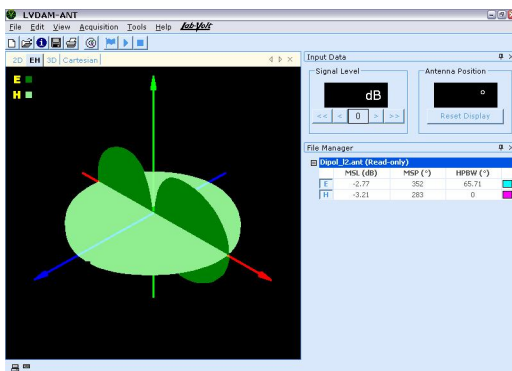 LVDAM-ANT
File Edit View Acquisition Tools Help Lab-Volt
2D EH 3D Cartesian
E
H
Input Data
Signal Level
dB
<< < 0 > >>
Antenna Position
°
Reset Display
File Manager
Dipol_l2.ant (Read-only)
MSL (dB) MSP (°) HPBW (°)
E -2.77 352 65.71
H -3.21 283 0